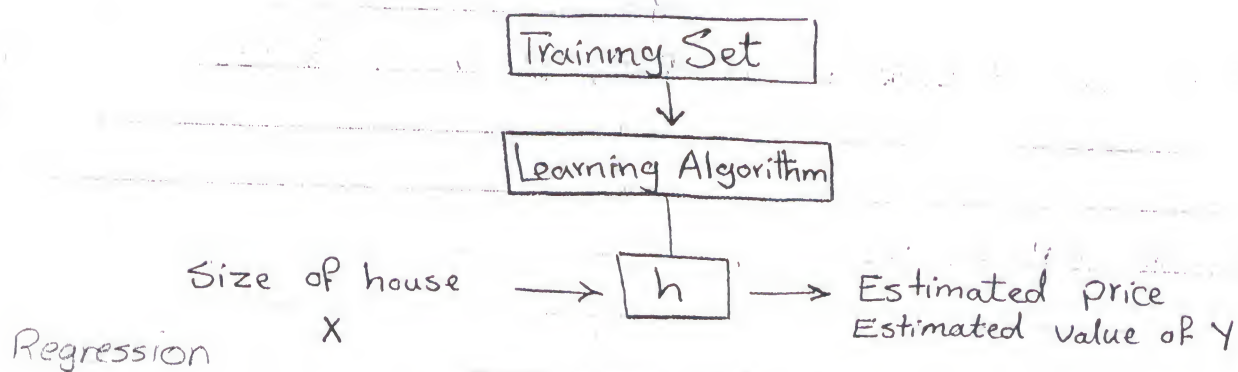 Training Set
Learning Algorithm
Size of house → h → Estimated price
X Estimated value of Y
Regression